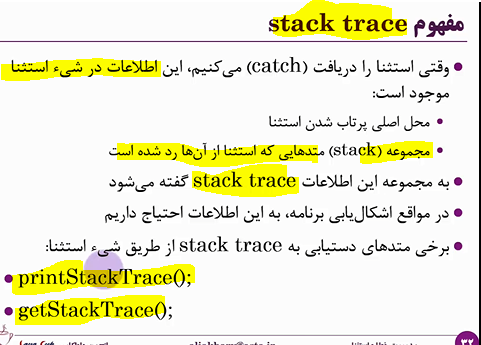 مفهوم stack trace
وقتی استثنا را دریافت (catch) می‌کنیم، این اطلاعات در شیء استثنا
موجود است:
محل اصلی پرتاب شدن استثنا
مجموعه (stack) متدهایی که استثنا از آن‌ها رد شده است
به مجموعه این اطلاعات stack trace گفته می‌شود
در مواقع اشکال‌یابی برنامه، به این اطلاعات احتیاج داریم
برخی متدهای دستیابی به stack trace از طریق شیء استثنا:
printStackTrace();
getStackTrace();
۳۲